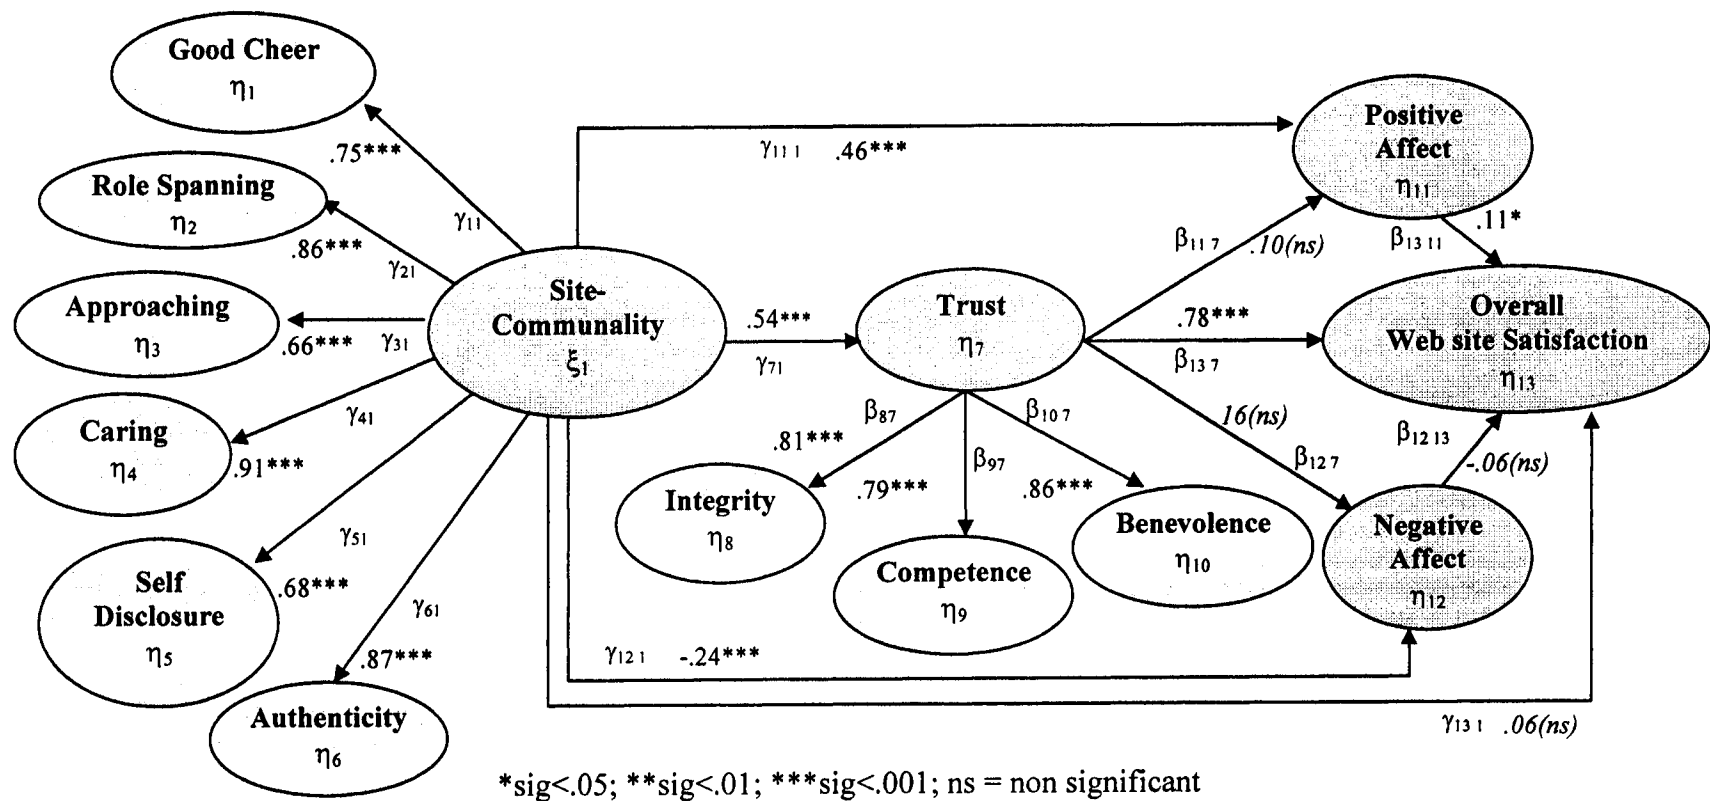 Good Cheer
η1
.75***
γ11
Role Spanning
η2
.86***
γ21
Approaching
η3
.66***
γ31
Caring
η4
.91***
γ41
Self
Disclosure
η5
.68***
γ51
Authenticity
η6
.87***
γ61
Site-
Communality
ξ1
γ11 1 .46***
.54***
γ71
Trust
η7
β87
.81***
Integrity
η8
β97
.79***
Competence
η9
β10 7
.86***
Benevolence
η10
Positive
Affect
η11
β11 7
.10(ns)
β13 11
.11*
.78***
β13 7
Overall
Web site Satisfaction
η13
16(ns)
β12 7
β12 13
-.06(ns)
Negative
Affect
η12
γ12 1 -.24***
γ13 1 .06(ns)
*sig<.05; **sig<.01; ***sig<.001; ns = non significant